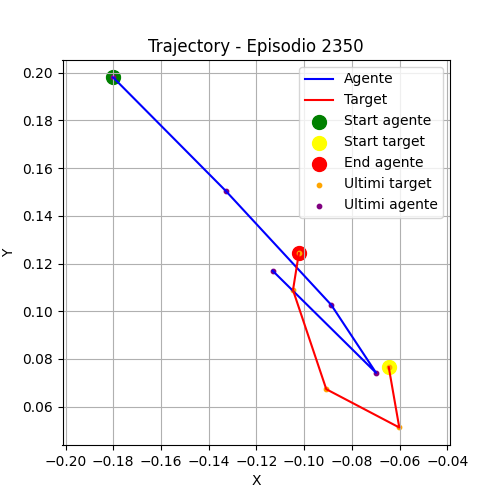 Trajectory - Episodio 2350
Agente
Target
Start agente
Start target
End agente
Ultimi target
Ultimi agente
Y
0.20
0.18
0.16
0.14
0.12
0.10
0.08
0.06
−0.20 −0.18 −0.16 −0.14 −0.12 −0.10 −0.08 −0.06 −0.04
X